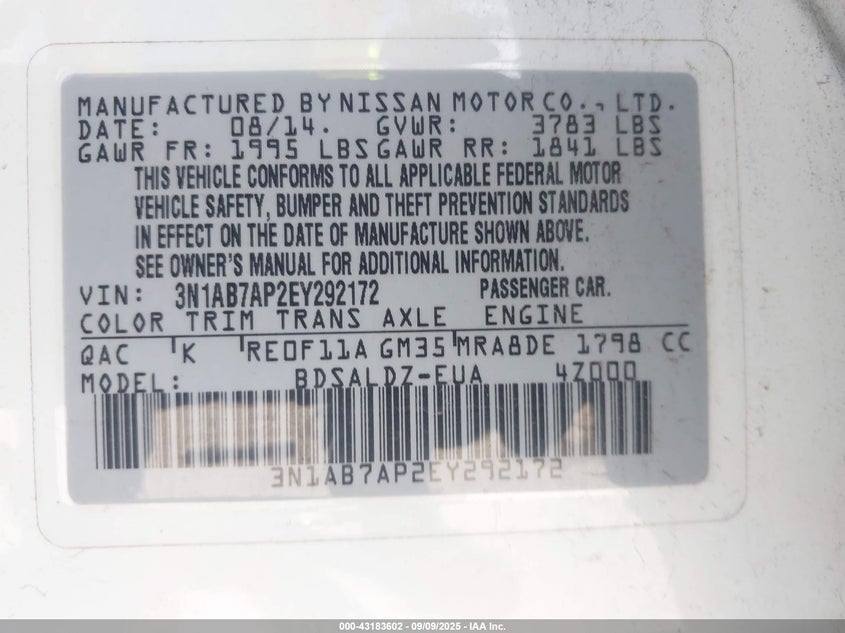 MANUFACTURED BY NISSAN MOTOR CO., LTD.
DATE: 08/14. GVWR: 3783 LBS
GAWR FR: 1995 LBS GAWR RR: 1841 LBS
THIS VEHICLE CONFORMS TO ALL APPLICABLE FEDERAL MOTOR
VEHICLE SAFETY, BUMPER AND THEFT PREVENTION STANDARDS
IN EFFECT ON THE DATE OF MANUFACTURE SHOWN ABOVE.
SEE OWNER'S MANUAL FOR ADDITIONAL INFORMATION.
VIN: 3N1AB7AP2EY292172 PASSENGER CAR.
COLOR TRIM TRANS AXLE ENGINE
QAC K RE0F11A GM35 MRA8DE 1798 CC
MODEL: BDSALDZ-EUA 4Z000
3N1AB7AP2EY292172
000-43183602 - 09/09/2025 - IAA Inc.